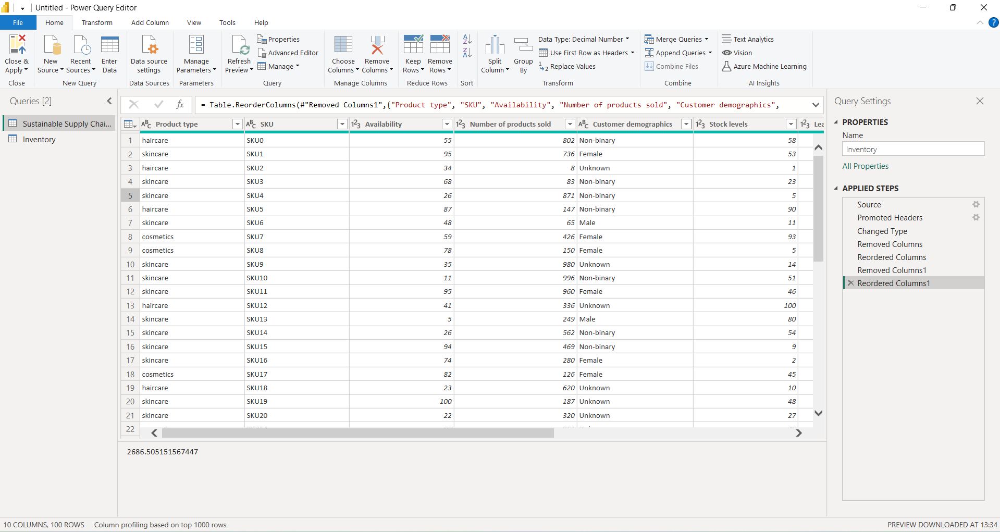 Untitled - Power Query Editor
File Home Transform Add Column View Tools Help
Close & Apply
Close
New Source
Recent Sources
Enter Data
New Query
Data source settings
Data Sources
Manage Parameters
Parameters
Refresh Preview
Properties
Advanced Editor
Manage
Query
Choose Columns
Remove Columns
Manage Columns
Keep Rows
Remove Rows
Reduce Rows
Sort
Split Column
Group By
Data Type: Decimal Number
Use First Row as Headers
Replace Values
Transform
Merge Queries
Append Queries
Combine Files
Combine
Text Analytics
Vision
Azure Machine Learning
AI Insights
Queries [2]
Sustainable Supply Chai...
Inventory
fx
= Table.ReorderColumns(#"Removed Columns1",{"Product type", "SKU", "Availability", "Number of products sold", "Customer demographics",
Product type SKU Availability Number of products sold Customer demographics Stock levels Lea
1 haircare SKU0 55 802 Non-binary 58
2 skincare SKU1 95 736 Female 53
3 haircare SKU2 34 8 Unknown 1
4 skincare SKU3 68 83 Non-binary 23
5 skincare SKU4 26 871 Non-binary 5
6 haircare SKU5 87 147 Non-binary 90
7 skincare SKU6 48 65 Male 11
8 cosmetics SKU7 59 426 Female 93
9 cosmetics SKU8 78 150 Female 5
10 skincare SKU9 35 980 Unknown 14
11 skincare SKU10 11 996 Non-binary 51
12 skincare SKU11 95 960 Female 46
13 haircare SKU12 41 336 Unknown 100
14 skincare SKU13 5 249 Male 80
15 skincare SKU14 26 562 Non-binary 54
16 skincare SKU15 94 469 Non-binary 9
17 skincare SKU16 74 280 Female 2
18 cosmetics SKU17 82 126 Female 45
19 haircare SKU18 23 620 Unknown 10
20 skincare SKU19 100 187 Unknown 48
21 skincare SKU20 22 320 Unknown 27
22
2686.505151567447
Query Settings
PROPERTIES
Name
Inventory
All Properties
APPLIED STEPS
Source
Promoted Headers
Changed Type
Removed Columns
Reordered Columns
Removed Columns1
Reordered Columns1
10 COLUMNS, 100 ROWS Column profiling based on top 1000 rows
PREVIEW DOWNLOADED AT 13:34